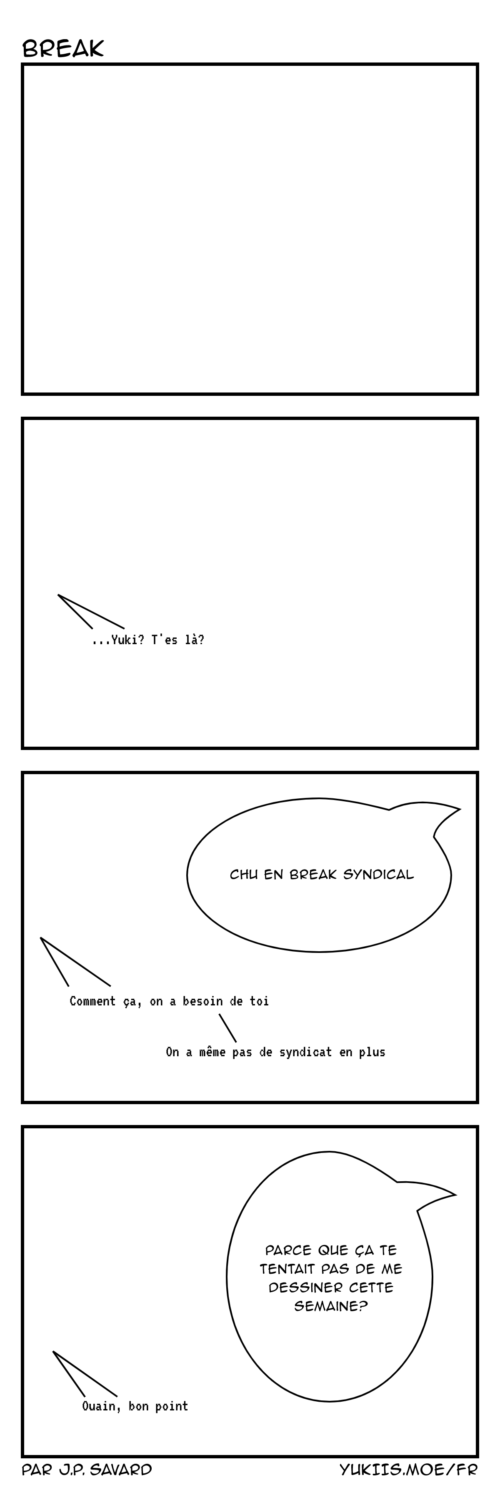 BREAK
...Yuki? T'es là?
CHU EN BREAK SYNDICAL
Comment ça, on a besoin de toi
On a même pas de syndicat en plus
PARCE QUE ÇA TE
TENTAIT PAS DE ME
DESSINER CETTE
SEMAINE?
Ouain, bon point
PAR J.P. SAVARD
YUKIIS.MOE/FR